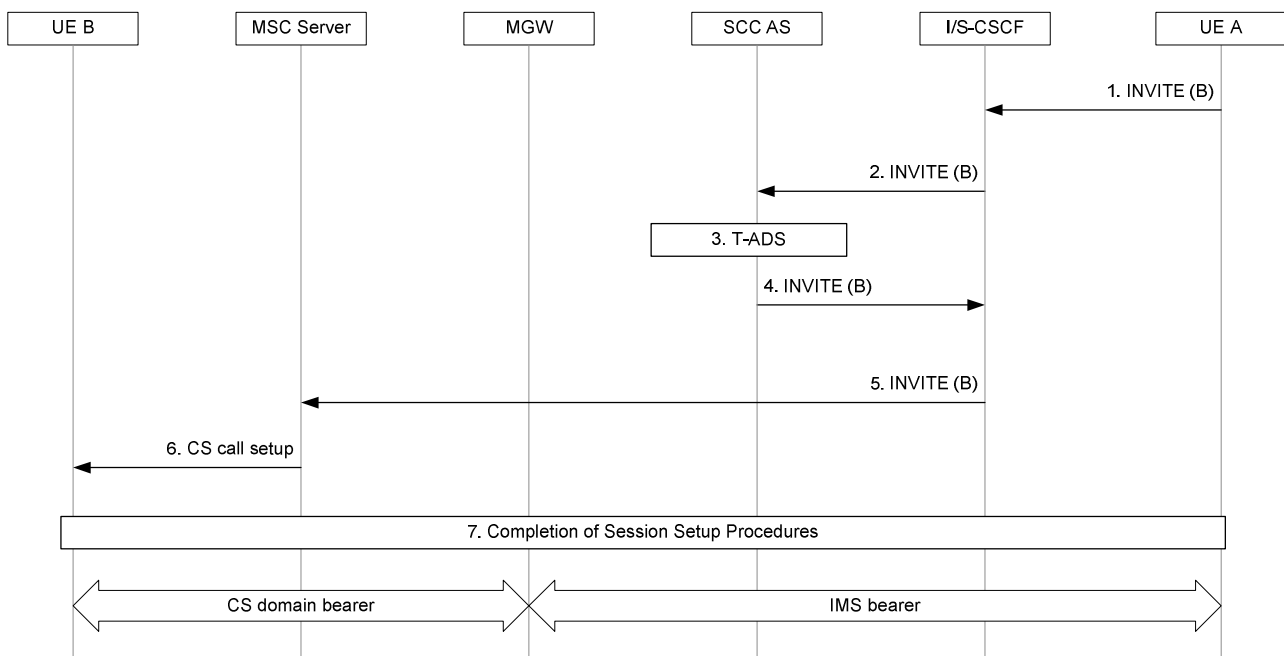 UE B
MSC Server
MGW
SCC AS
I/S-CSCF
UE A
1. INVITE (B)
2. INVITE (B)
3. T-ADS
4. INVITE (B)
5. INVITE (B)
6. CS call setup
7. Completion of Session Setup Procedures
CS domain bearer
IMS bearer